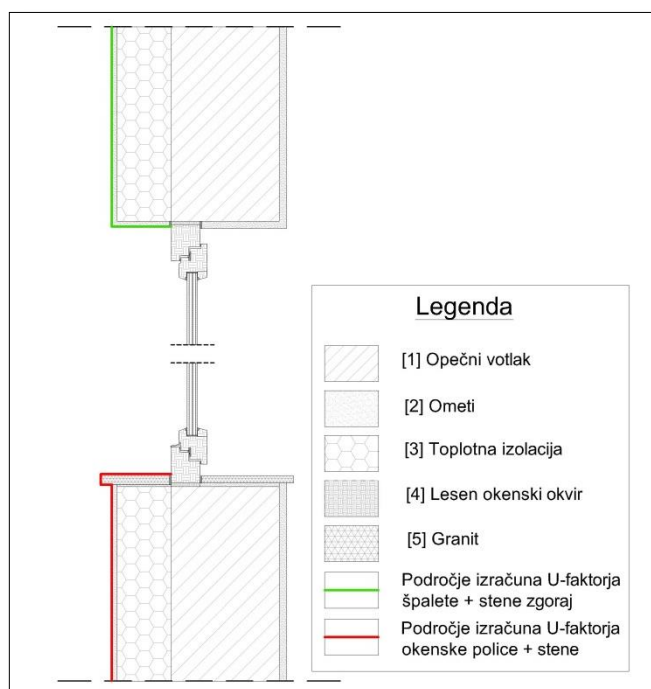 Legenda
[1] Opečni votlak
[2] Ometi
[3] Toplotna izolacija
[4] Lesen okenski okvir
[5] Granit
Področje izračuna U-faktorja
špalete + stene zgoraj
Področje izračuna U-faktorja
okenske police + stene